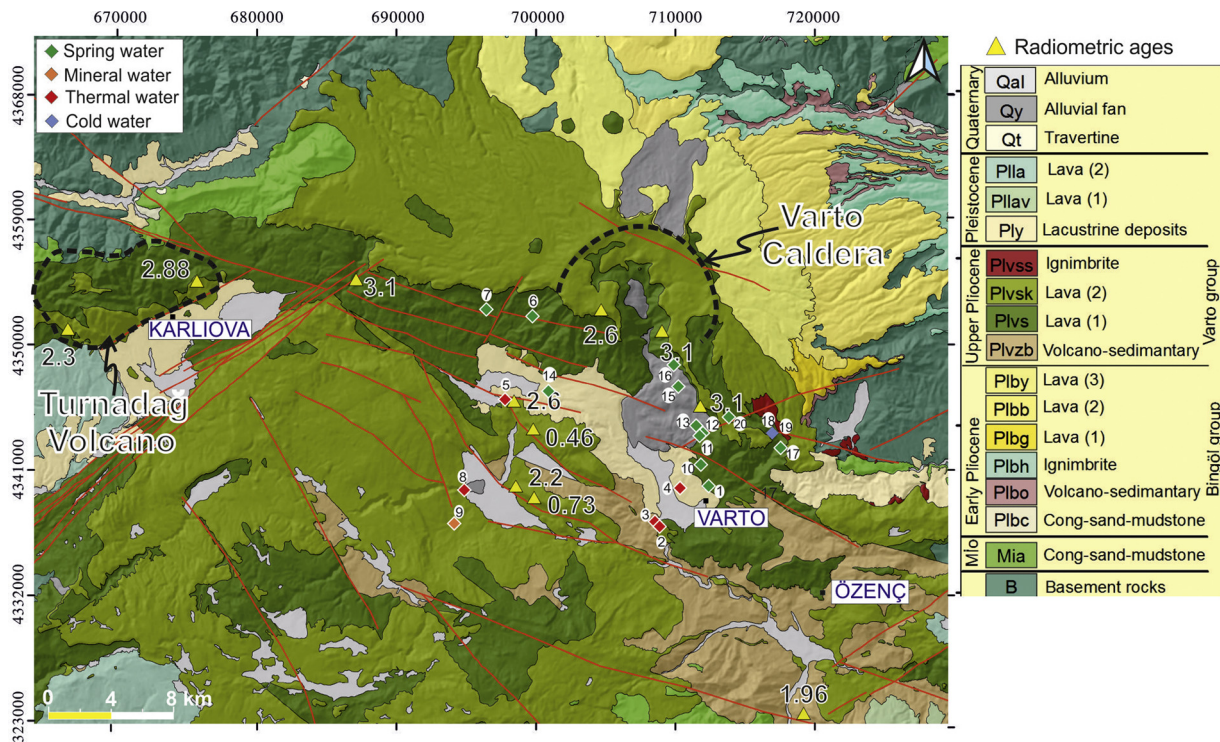 670000 680000 690000 700000 710000 720000
4368000
4359000
4350000
4341000
4332000
4323000
Spring water
Mineral water
Thermal water
Cold water
Varto
Caldera
2.88
3.1
7
6
2.6
KARLIOVA
2.3
3.1
16
15
14
5
2.6
3.1
Turnadag
Volcano
13
12
20
18
19
0.46
11
17
10
8
2.2
4
1
17
0.73
VARTO
9
3
2
ÖZENÇ
1.96
0 4 8 km
Radiometric ages
Quaternary
Qal Alluvium
Qy Alluvial fan
Qt Travertine
Pleistocene
Plla Lava (2)
Pllav Lava (1)
Ply Lacustrine deposits
Upper Pliocene
Plvss Ignimbrite
Plvsk Lava (2)
Plvs Lava (1)
Plvzb Volcano-sedimantary
Varto group
Early Pliocene
Plby Lava (3)
Plbb Lava (2)
Plbg Lava (1)
Plbh Ignimbrite
Plbo Volcano-sedimantary
Plbc Cong-sand-mudstone
Bingöl group
Mio
Mia Cong-sand-mudstone
B Basement rocks